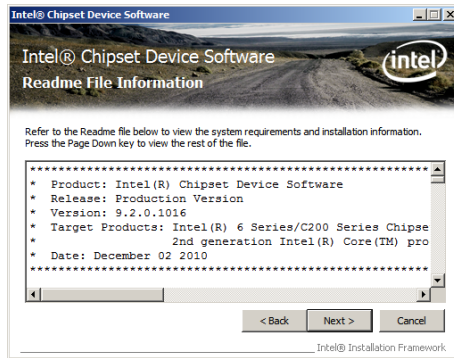 Intel® Chipset Device Software
Intel® Chipset Device Software
intel
Readme File Information
Refer to the Readme file below to view the system requirements and installation information.
Press the Page Down key to view the rest of the file.
************************************************
* Product: Intel(R) Chipset Device Software
* Release: Production Version
* Version: 9.2.0.1016
* Target Products: Intel(R) 6 Series/C200 Series Chipse
* 2nd generation Intel(R) Core(TM) pro
* Date: December 02 2010
************************************************
< Back Next > Cancel
Intel® Installation Framework